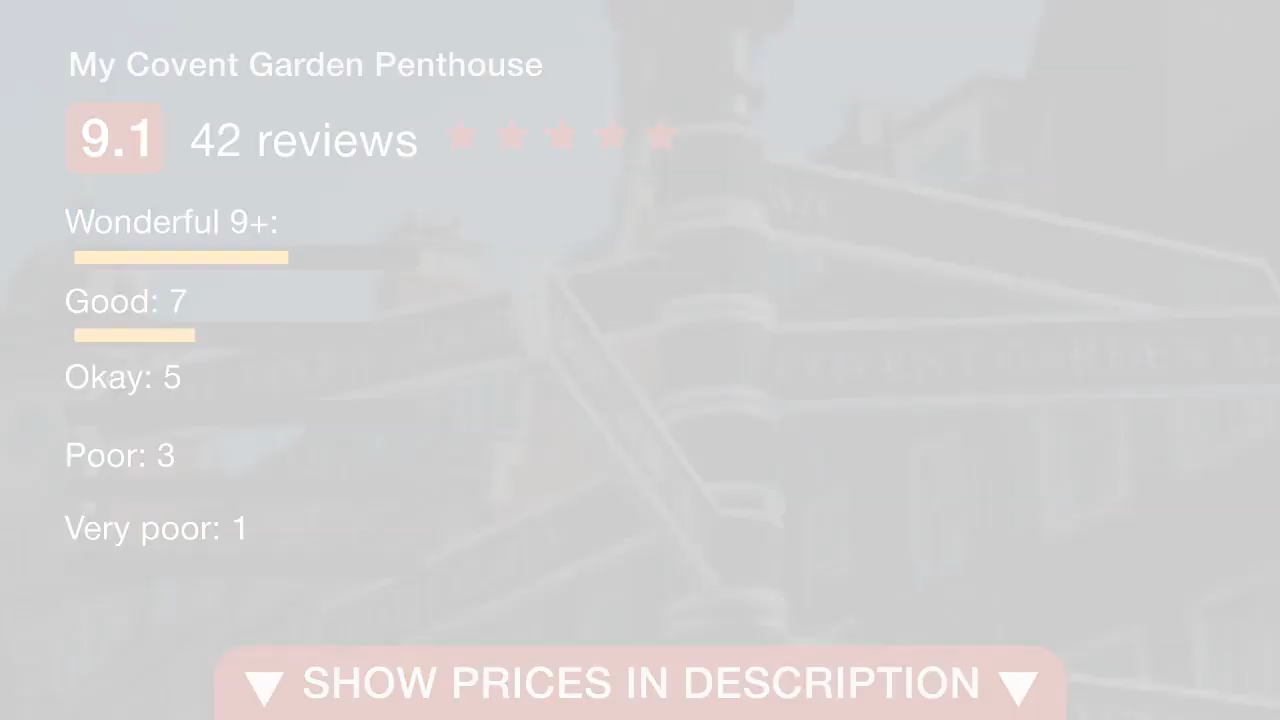 My Covent Garden Penthouse
9.1 42 reviews ★★★★★
Wonderful 9+:
Good: 7
Okay: 5
Poor: 3
Very poor: 1
▼ SHOW PRICES IN DESCRIPTION ▼